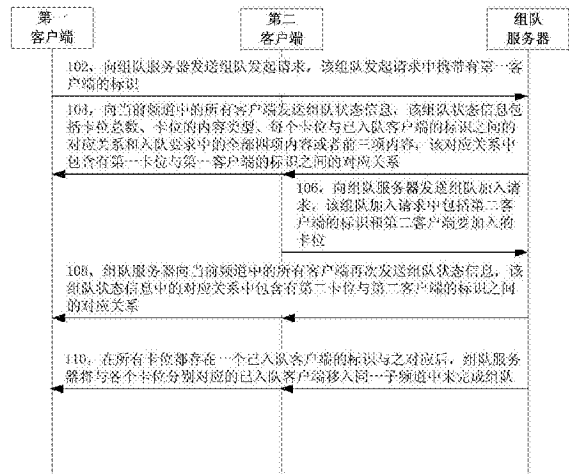 第一
客户端
第二
客户端
组队
服务器
102，向组队服务器发送组队发起请求，该组队发起请求中携带有第一客
户端的标识
104，向当前频道中的所有客户端发送组队状态信息，该组队状态信息包
括卡位总数、卡位的内容类型、每个卡位与已入队客户端的标识之间的
对应关系和入队要求中的全部四项内容或者前三项内容，该对应关系中
包含有第一卡位与第一客户端的标识之间的对应关系
106，向组队服务器发送组队加入请
求，该组队加入请求中包括第二客
户端的标识和第二客户端要加入的
卡位
108，组队服务器向当前频道中的所有客户端再次发送组队状态信息，该
组队状态信息中的对应关系中包含有第二卡位与第二客户端的标识之间
的对应关系
110，在所有卡位都存在一个已入队客户端的标识与之对应后，组队服务
器将与各个卡位分别对应的已入队客户端移入同一子频道中来完成组队